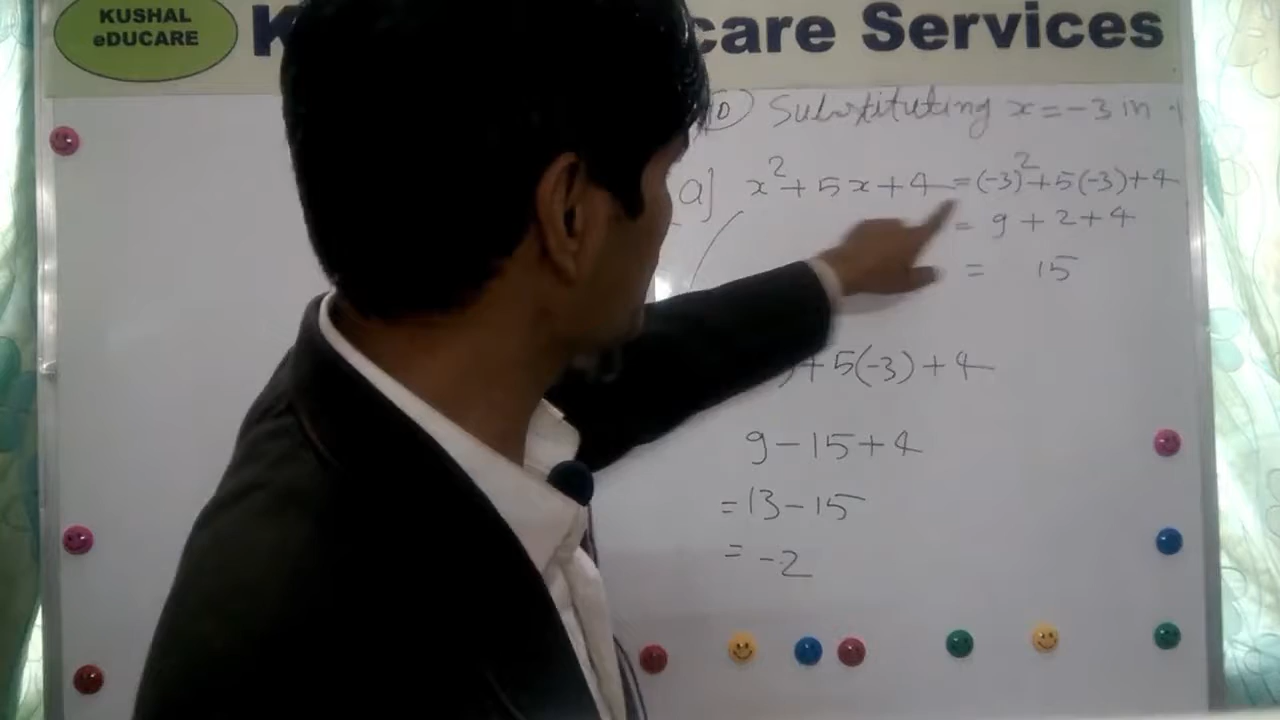 KUSHAL
eDUCARE
care Services
Substituting x = -3 in
a] x² + 5x + 4 = (-3)² + 5(-3) + 4
= 9 + 2 + 4
= 15
) + 5(-3) + 4
9 - 15 + 4
= 13 - 15
= -2